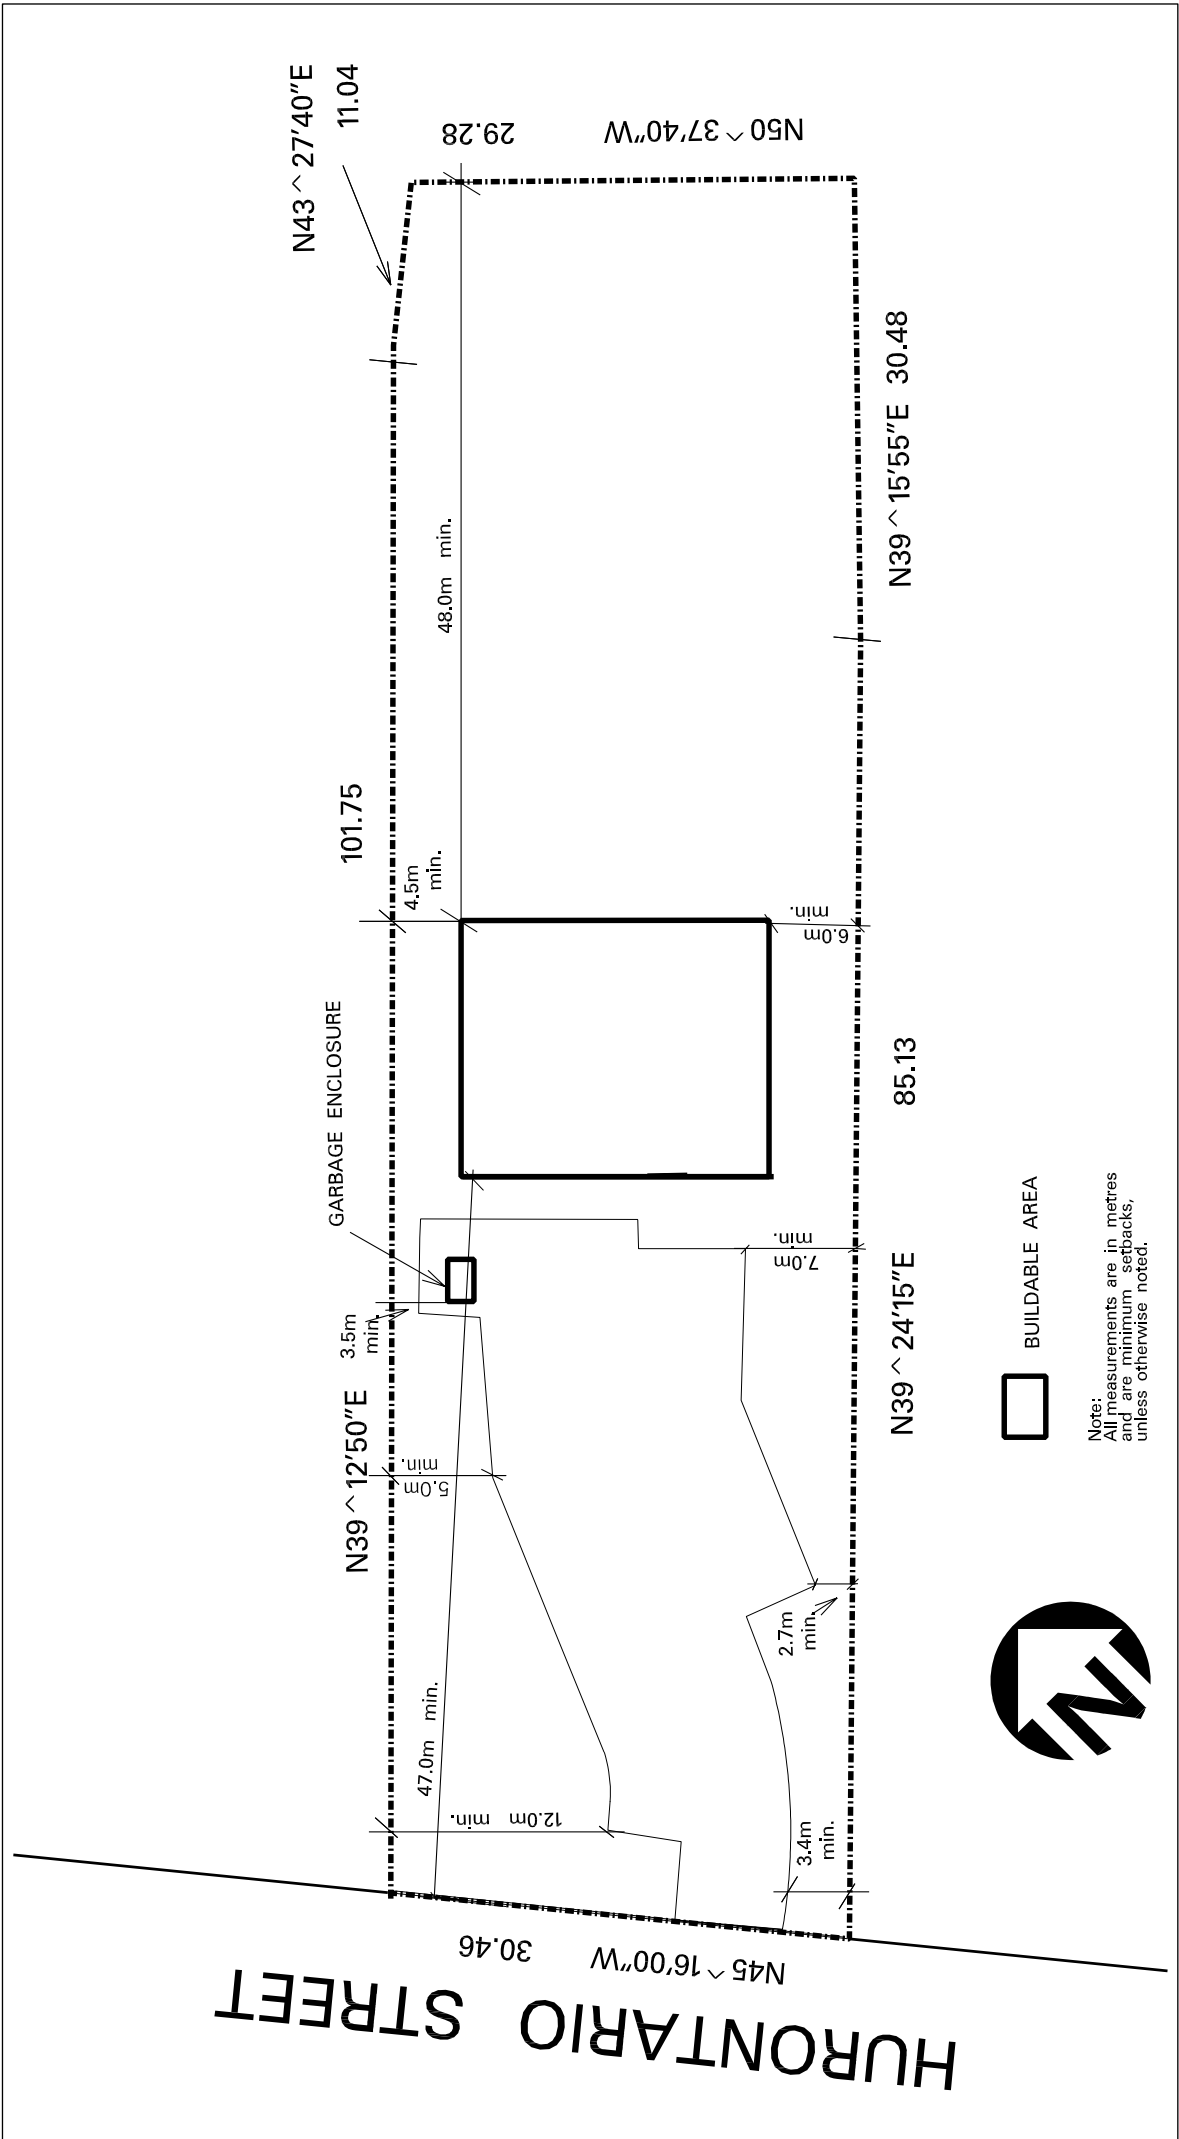 N43^27'40"E
11.04
29.28
N50^37'40"W
N39^15'55"E 30.48
48.0m min.
101.75
4.5m
min.
6.0m
min.
GARBAGE ENCLOSURE
85.13
3.5m
min.
7.0m
min.
N39^12'50"E
5.0m
min.
N39^24'15"E
BUILDABLE AREA
Note:
All measurements are in metres
and are minimum setbacks,
unless otherwise noted.
2.7m
min.
47.0m min.
12.0m min.
3.4m
min.
N
30.46
N45^16'00"W
HURONTARIO STREET